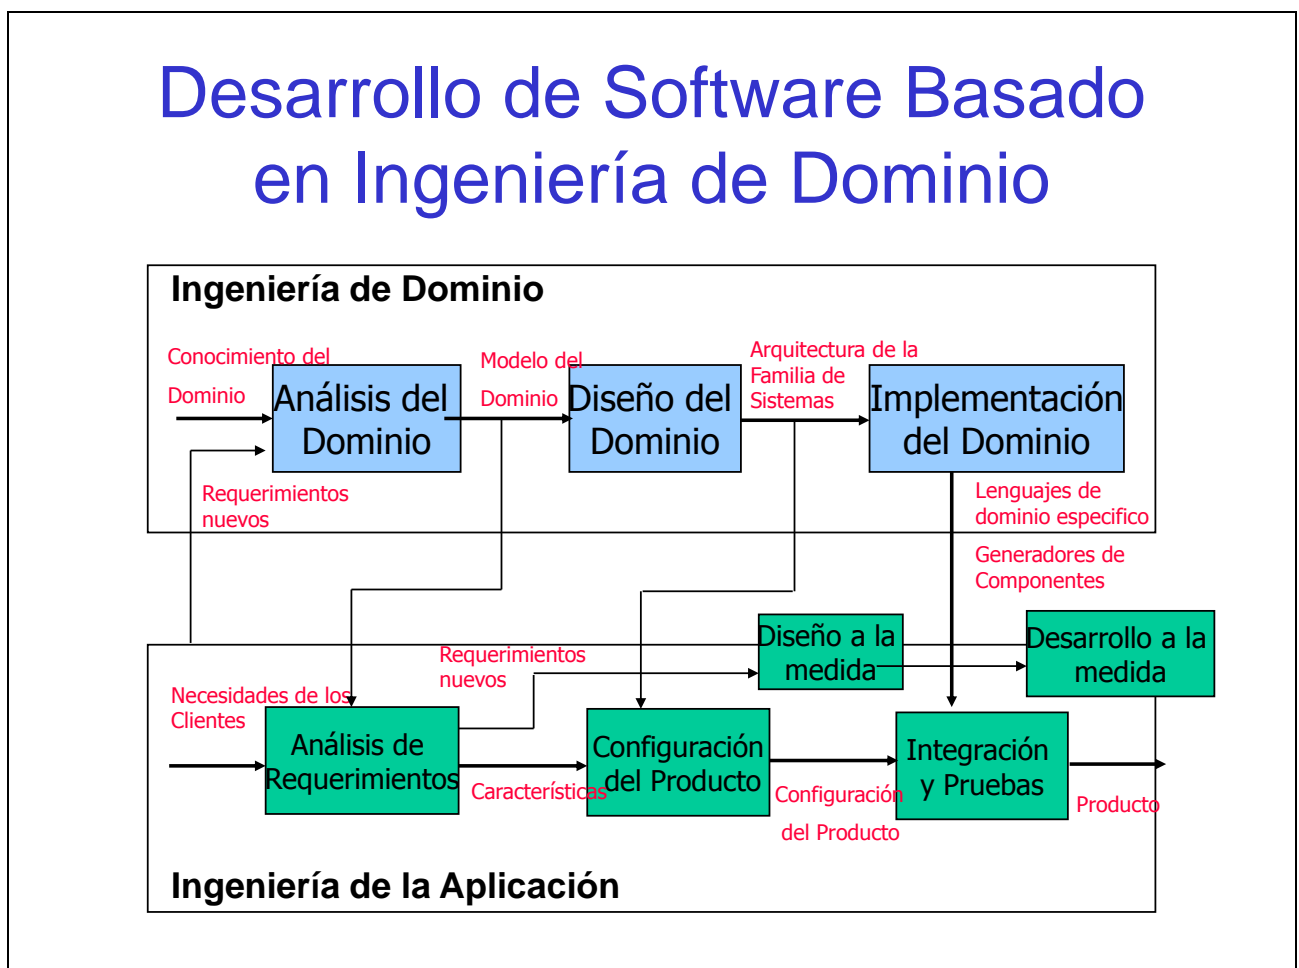 Desarrollo de Software Basado
en Ingeniería de Dominio
Ingeniería de Dominio
Conocimiento del
Dominio
Análisis del
Dominio
Modelo del
Dominio
Diseño del
Dominio
Arquitectura de la
Familia de
Sistemas
Implementación
del Dominio
Requerimientos
nuevos
Lenguajes de
dominio especifico
Generadores de
Componentes
Diseño a la
medida
Desarrollo a la
medida
Requerimientos
nuevos
Necesidades de los
Clientes
Análisis de
Requerimientos
Características
Configuración
del Producto
Configuración
del Producto
Integración
y Pruebas
Producto
Ingeniería de la Aplicación